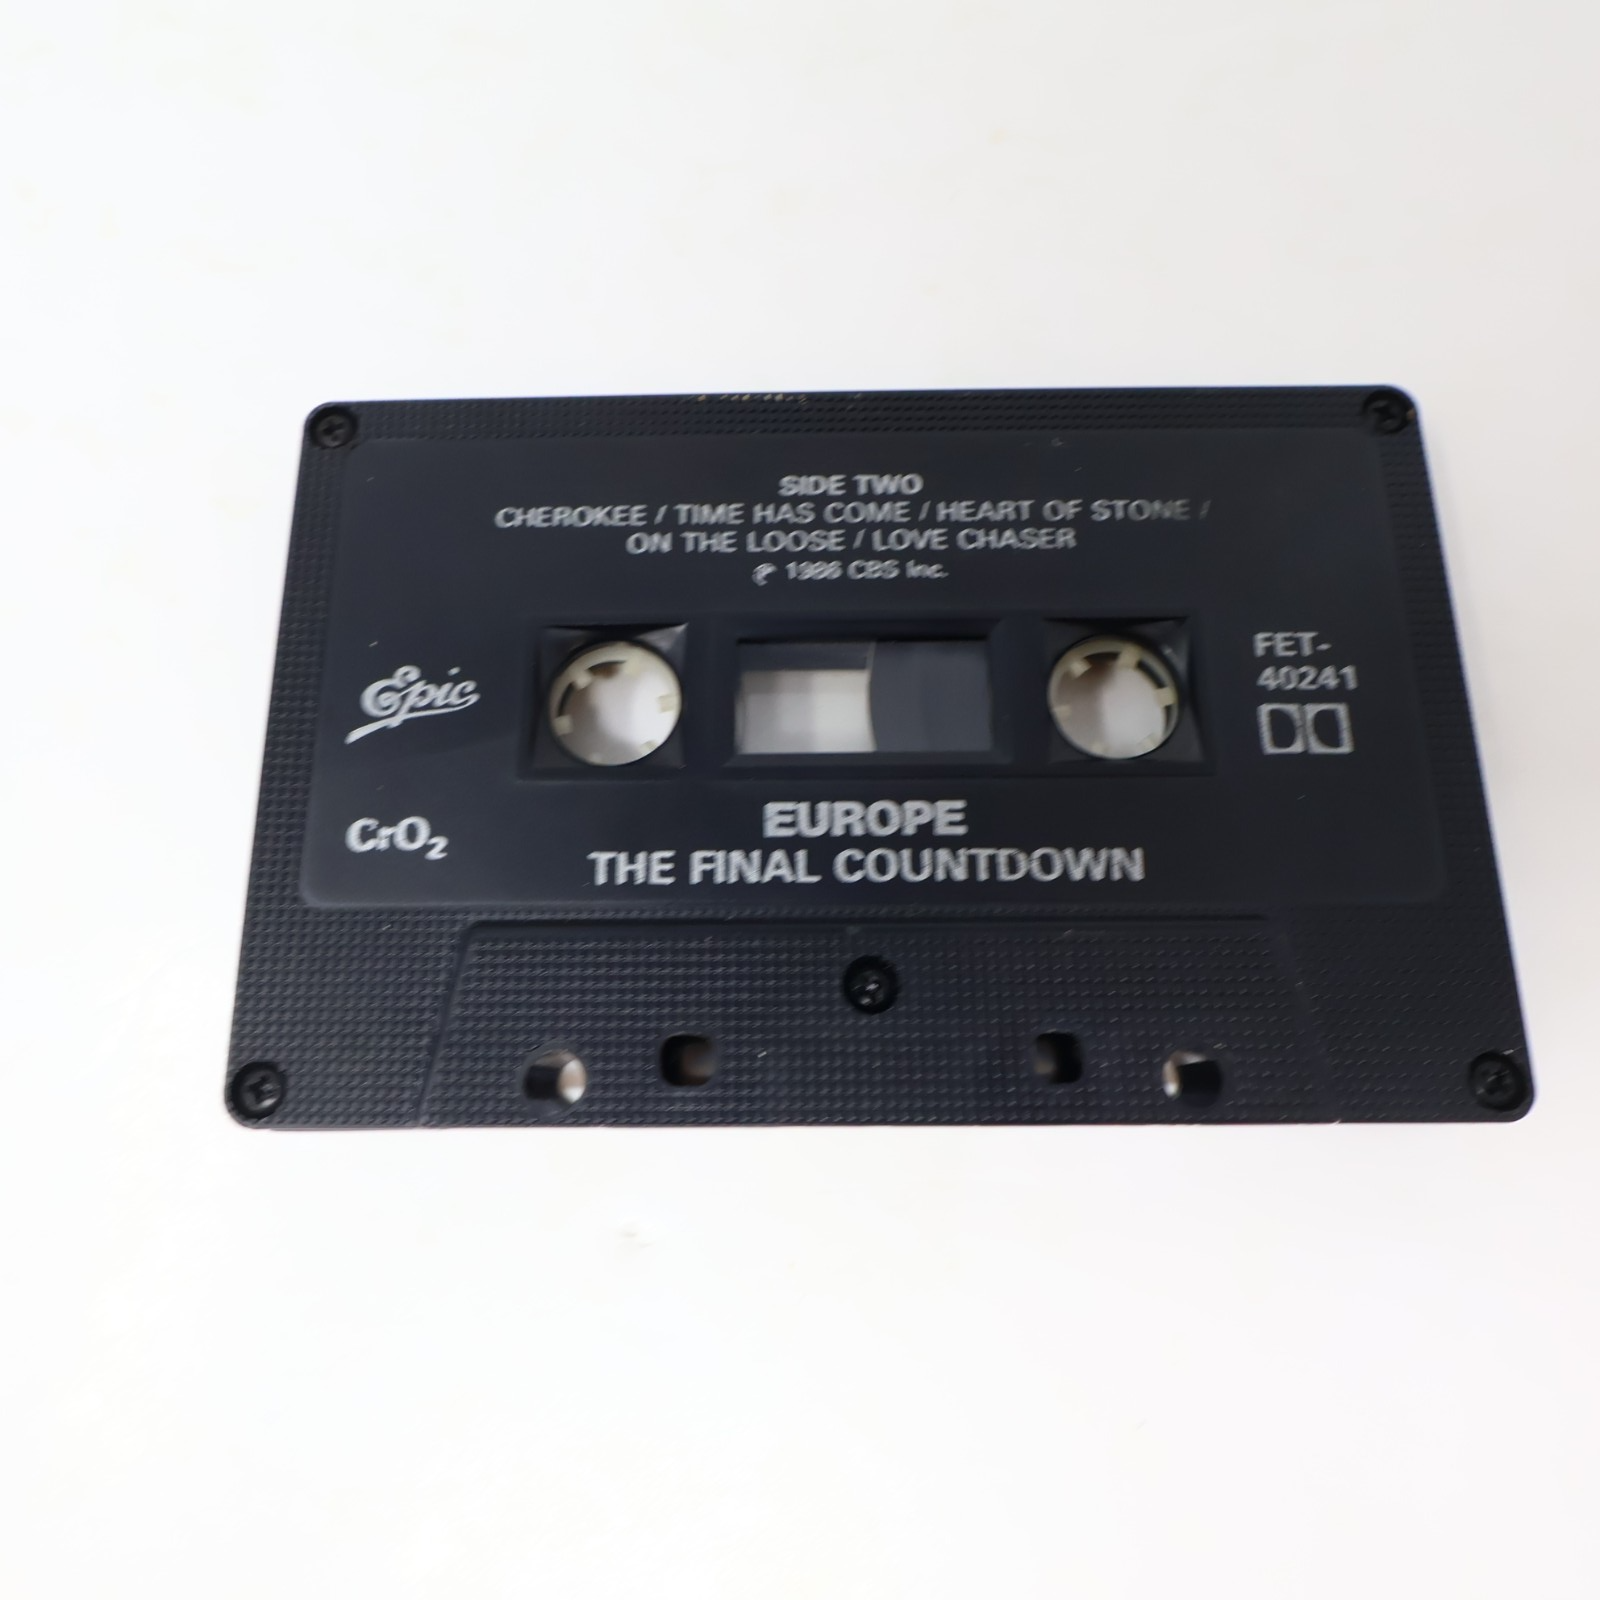 SIDE TWO
CHEROKEE / TIME HAS COME / HEART OF STONE /
ON THE LOOSE / LOVE CHASER
℗ 1986 CBS Inc.
Epic
FET-
40241
CrO₂
EUROPE
THE FINAL COUNTDOWN